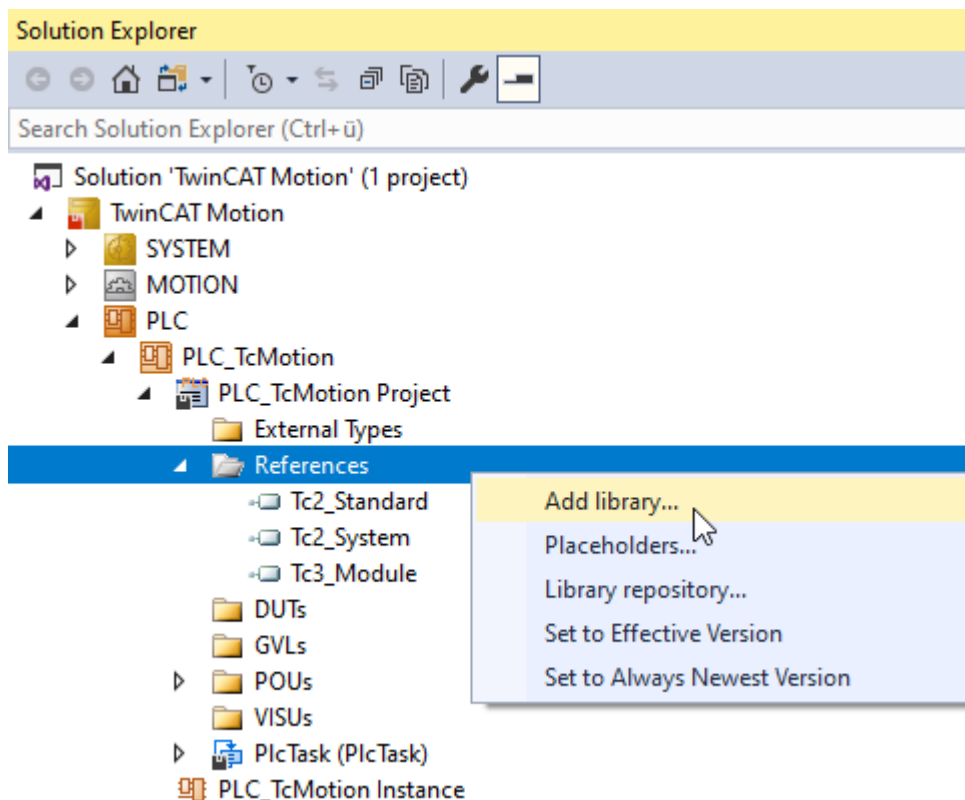 Solution Explorer
Search Solution Explorer (Ctrl+ü)
Solution 'TwinCAT Motion' (1 project)
TwinCAT Motion
SYSTEM
MOTION
PLC
PLC_TcMotion
PLC_TcMotion Project
External Types
References
Tc2_Standard
Tc2_System
Tc3_Module
DUTs
GVLs
POUs
VISUs
PlcTask (PlcTask)
PLC_TcMotion Instance
Add library...
Placeholders...
Library repository...
Set to Effective Version
Set to Always Newest Version